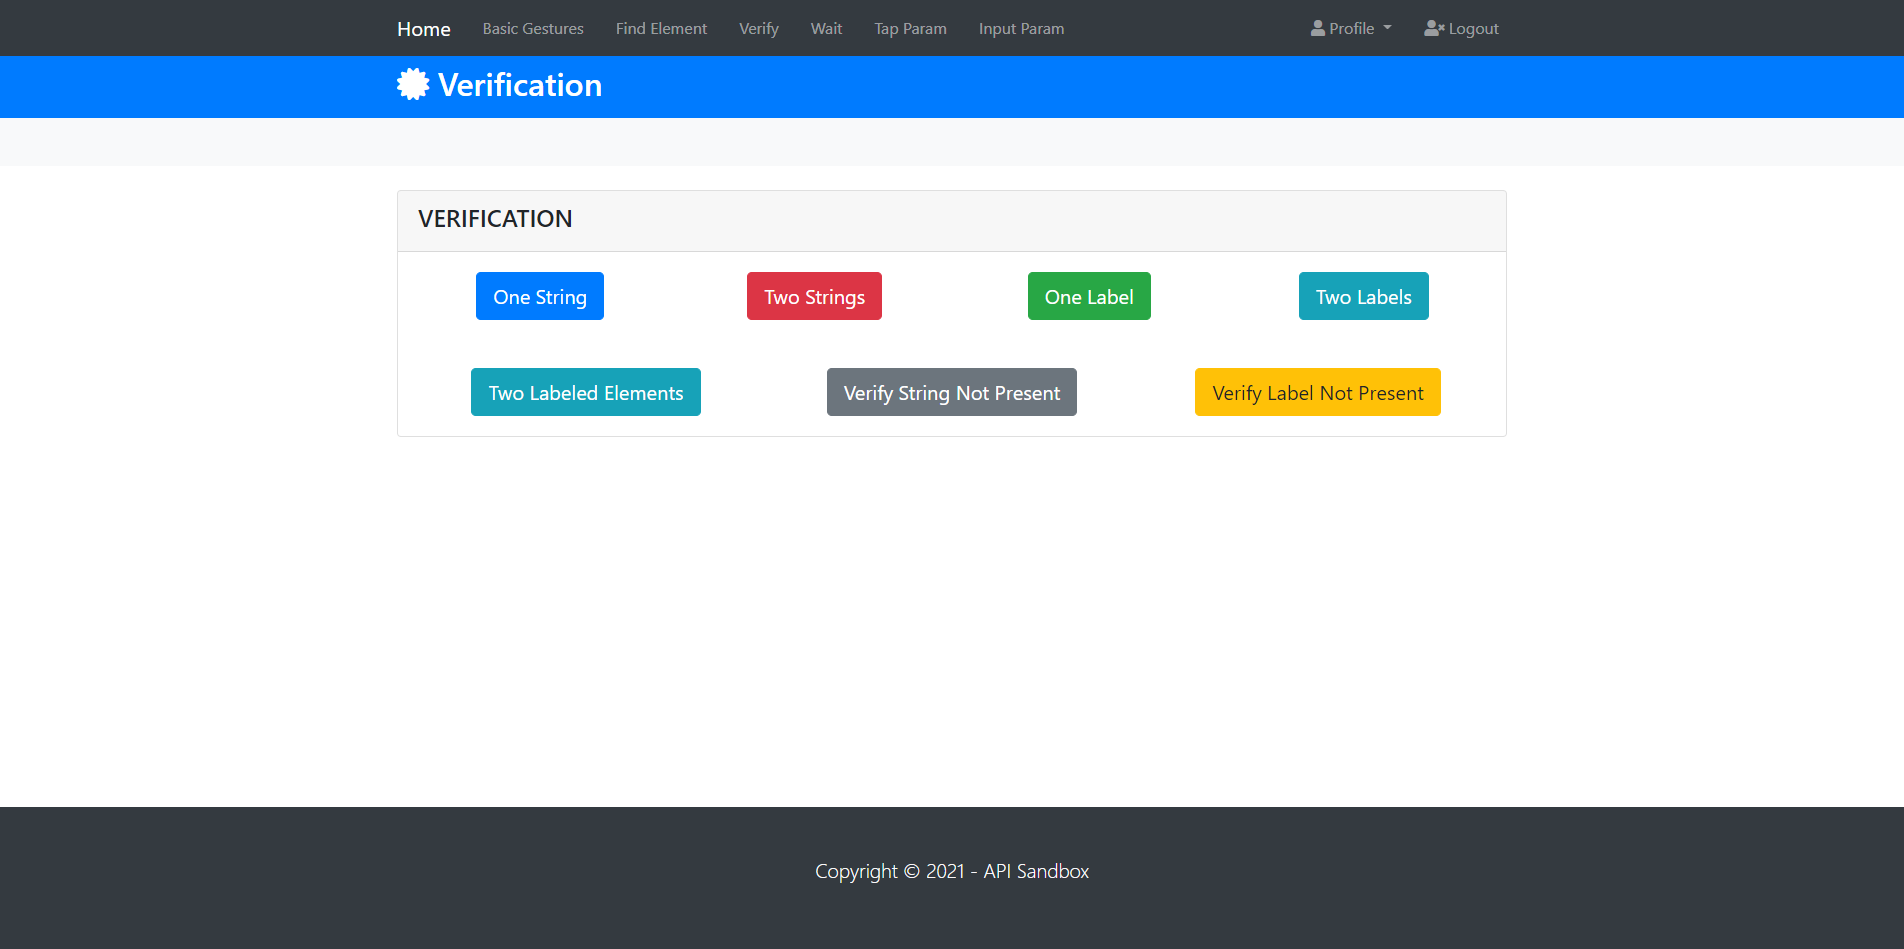 Home Basic Gestures Find Element Verify Wait Tap Param Input Param Profile Logout
Verification
VERIFICATION
One String Two Strings One Label Two Labels
Two Labeled Elements Verify String Not Present Verify Label Not Present
Copyright © 2021 - API Sandbox